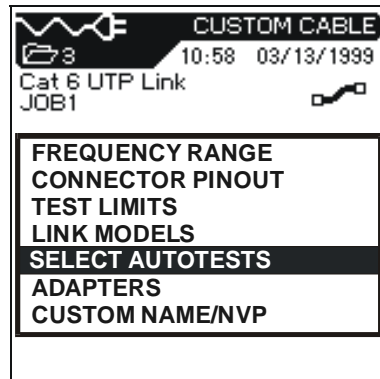 CUSTOM CABLE
3 10:58 03/13/1999
Cat 6 UTP Link
JOB1
FREQUENCY RANGE
CONNECTOR PINOUT
TEST LIMITS
LINK MODELS
SELECT AUTOTESTS
ADAPTERS
CUSTOM NAME/NVP